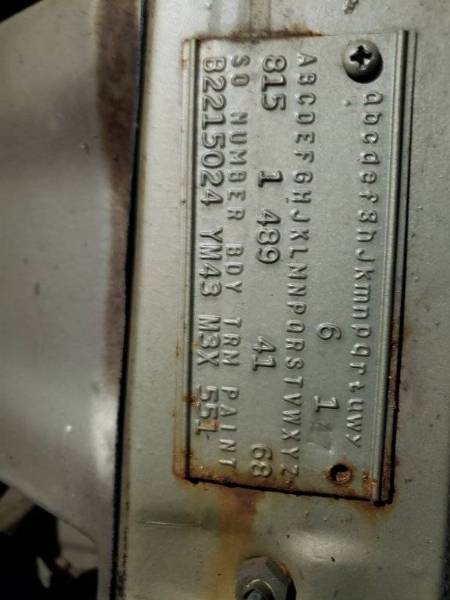 abcdefghJkmnpqrtuwy
6 1
ABCDEFGHJKLMNPQRSTVWXYZ
815 1 489 41 68
SO NUMBER BDY TRM PAINT
B2215024 YM43 M3X 551